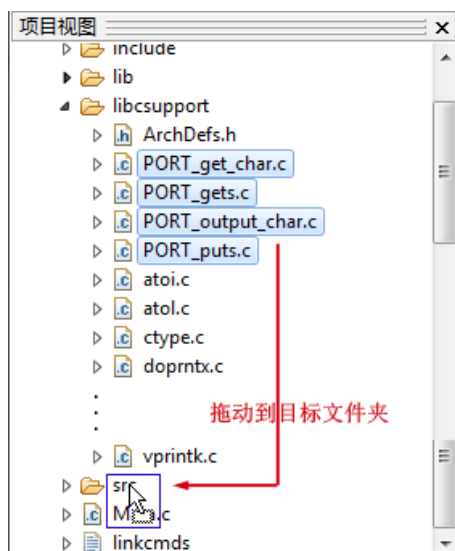 项目视图
include
lib
libcsupport
ArchDefs.h
PORT_get_char.c
PORT_gets.c
PORT_output_char.c
PORT_puts.c
atoi.c
atol.c
ctype.c
doprntx.c
拖动到目标文件夹
vprintk.c
src
linkcmds